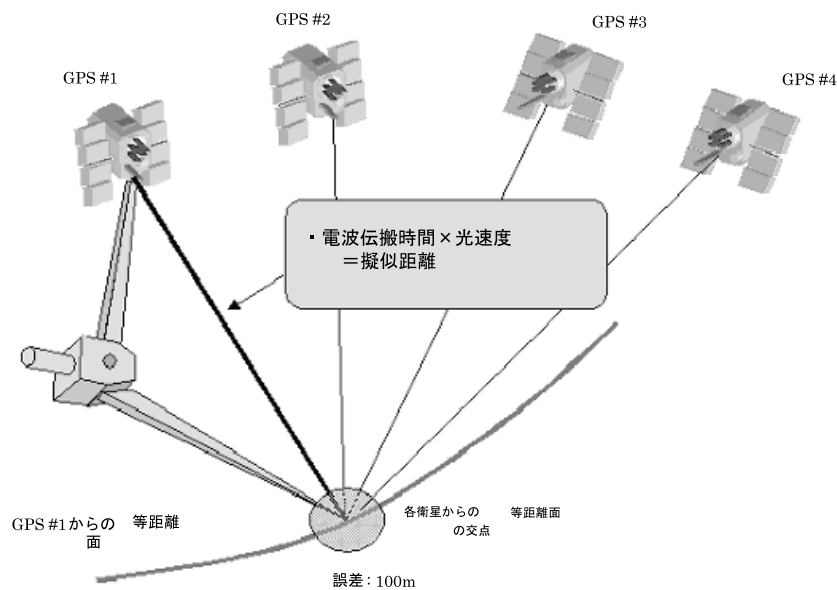 GPS #1
GPS #2
GPS #3
GPS #4
・電波伝搬時間×光速度
＝擬似距離
GPS #1からの 等距離
面
各衛星からの 等距離面
の交点
誤差：100m